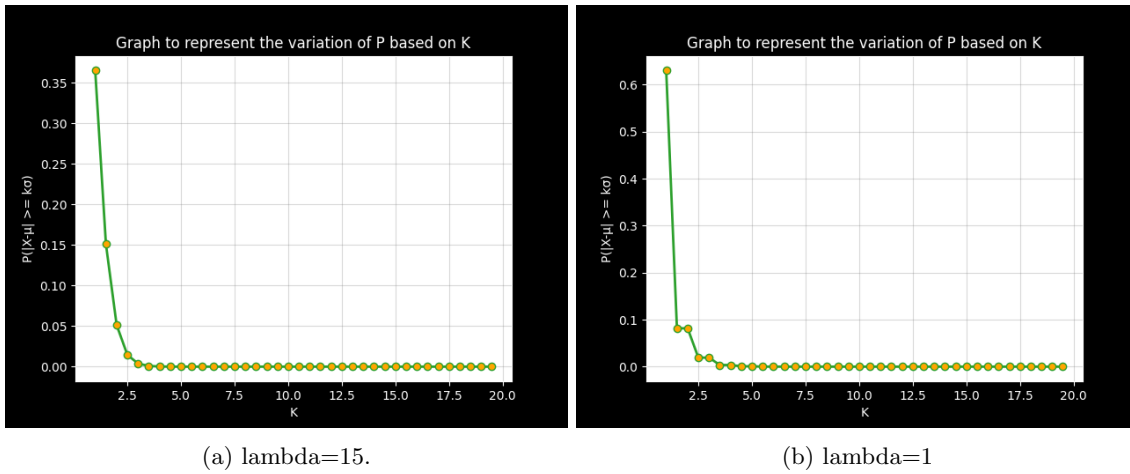 Graph to represent the variation of P based on K
0.35
0.30
0.25
0.20
0.15
0.10
0.05
0.00
P(|X-μ| >= kσ)
2.5 5.0 7.5 10.0 12.5 15.0 17.5 20.0
K
(a) lambda=15.
Graph to represent the variation of P based on K
0.6
0.5
0.4
0.3
0.2
0.1
0.0
P(|X-μ| >= kσ)
2.5 5.0 7.5 10.0 12.5 15.0 17.5 20.0
K
(b) lambda=1